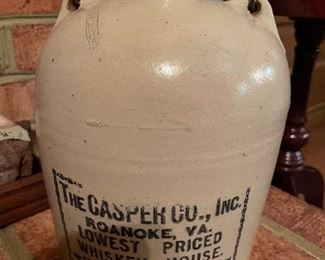 THE CASPER CO., INC.
ROANOKE, VA.
LOWEST PRICED
WHISKEY HOUSE.